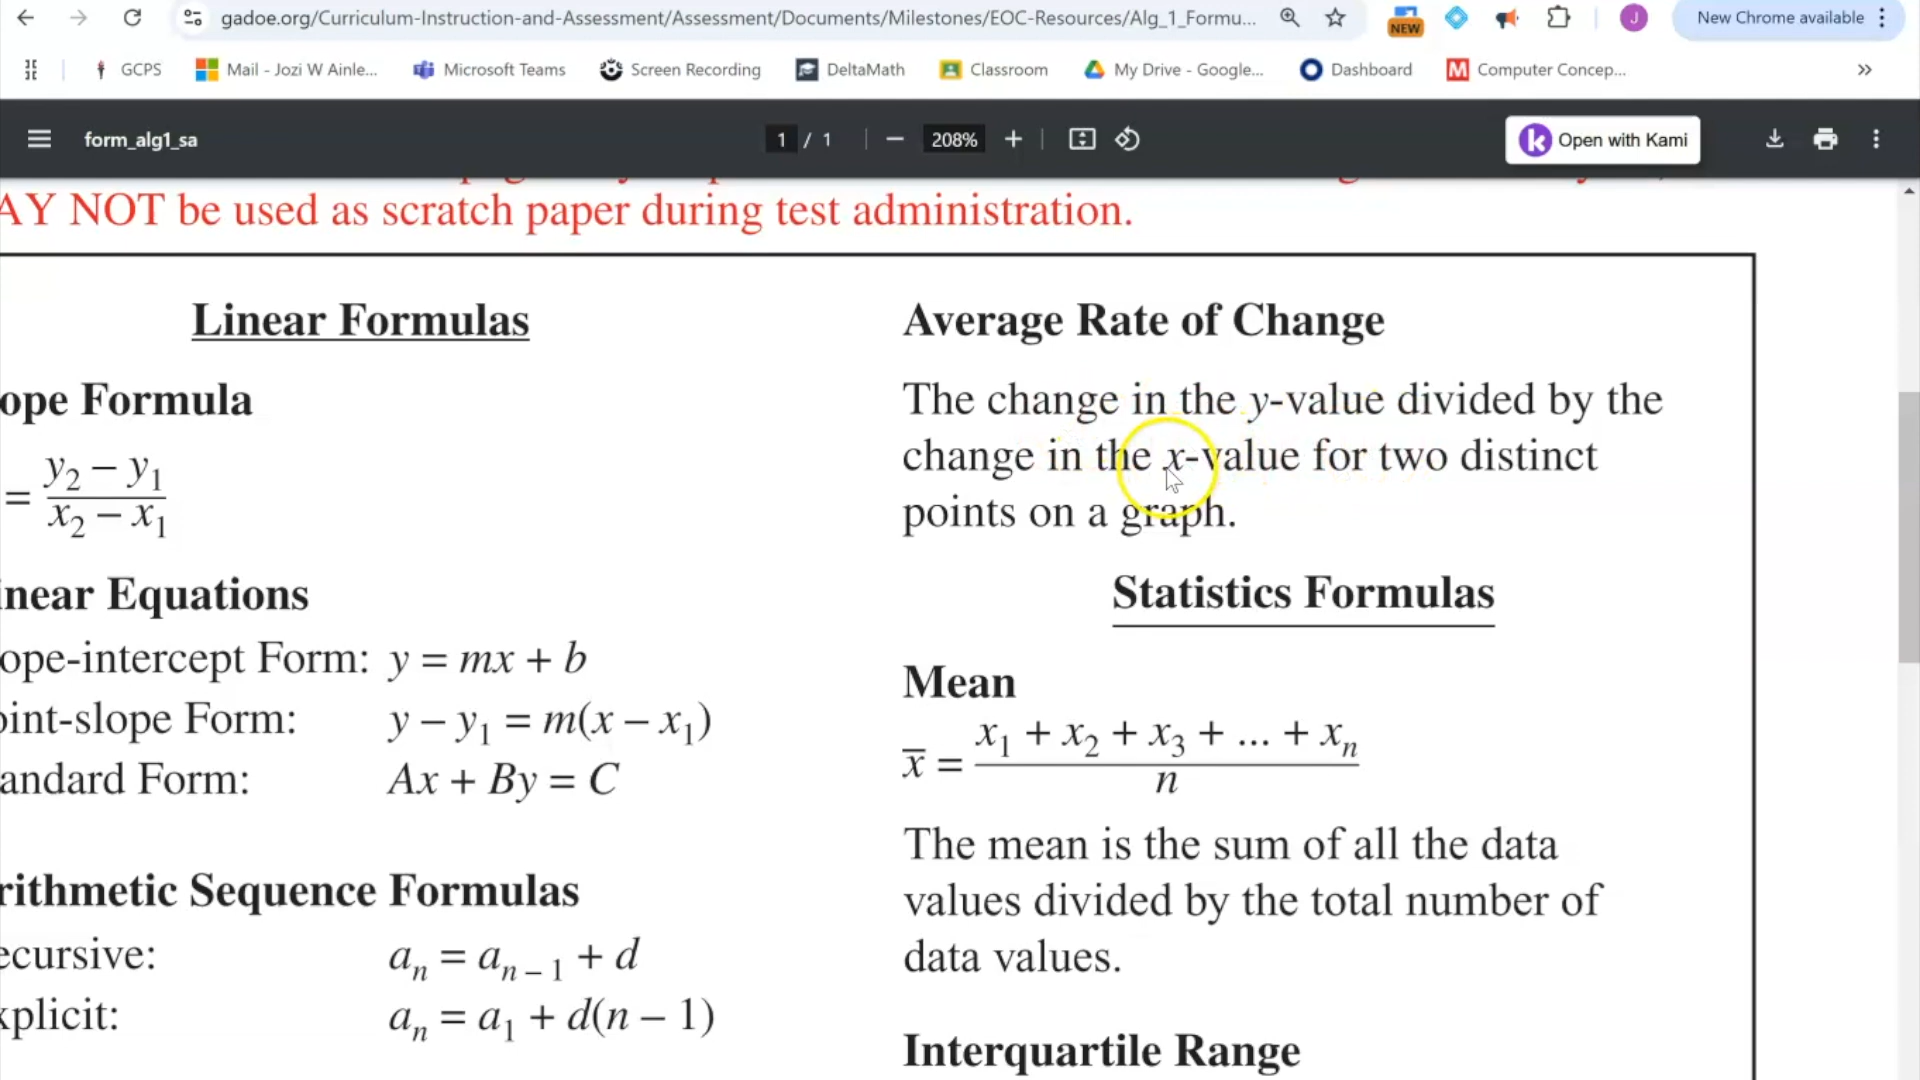 gadoe.org/Curriculum-Instruction-and-Assessment/Assessment/Documents/Milestones/EOC-Resources/Alg_1_Formu...
NEW
J
New Chrome available
GCPS
Mail - Jozi W Ainle...
Microsoft Teams
Screen Recording
DeltaMath
Classroom
My Drive - Google...
Dashboard
M Computer Concep...
form_alg1_sa
1 / 1
208%
k Open with Kami
AY NOT be used as scratch paper during test administration.
Linear Formulas
ope Formula
= y₂ − y₁
x₂ − x₁
inear Equations
ope-intercept Form: y = mx + b
oint-slope Form: y − y₁ = m(x − x₁)
andard Form: Ax + By = C
rithmetic Sequence Formulas
ecursive: aₙ = aₙ₋₁ + d
xplicit: aₙ = a₁ + d(n − 1)
Average Rate of Change
The change in the y-value divided by the
change in the x-value for two distinct
points on a graph.
Statistics Formulas
Mean
x̄ = x₁ + x₂ + x₃ + ... + xₙ
n
The mean is the sum of all the data
values divided by the total number of
data values.
Interquartile Range